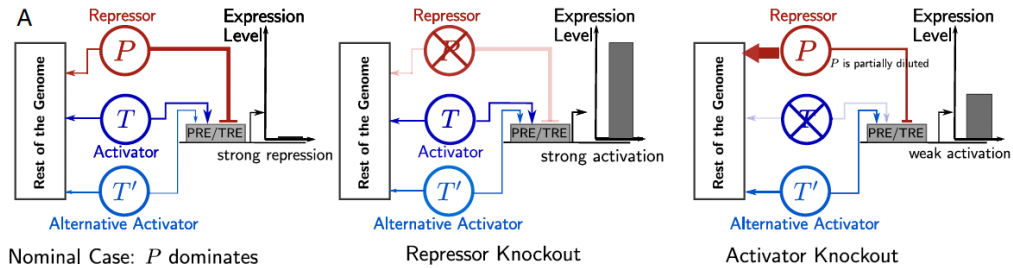 A
Repressor
P
Rest of the Genome
T
Activator
T′
Alternative Activator
PRE/TRE
Expression
Level
strong repression
Nominal Case: P dominates
Repressor
P
Rest of the Genome
T
Activator
T′
Alternative Activator
PRE/TRE
Expression
Level
strong activation
Repressor Knockout
Repressor
P
P is partially diluted
Rest of the Genome
T
T′
Alternative Activator
PRE/TRE
Expression
Level
weak activation
Activator Knockout